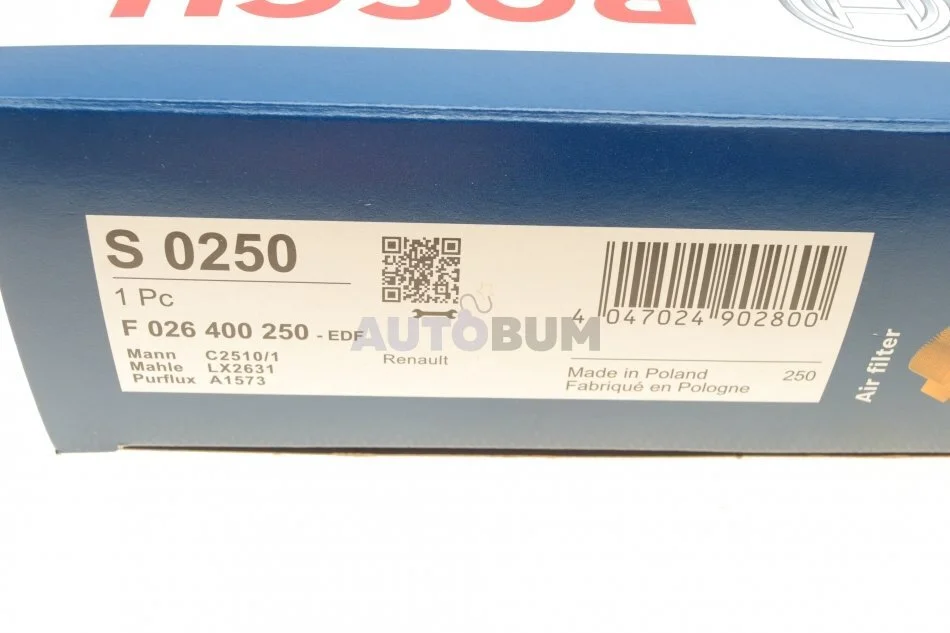 BOSCH
S 0250
1 Pc
F 026 400 250 - EDF
Mann C2510/1
Mahle LX2631
Purflux A1573
AUTOBUM
Renault
4 047024 902800
Made in Poland 250
Fabriqué en Pologne
Air filter